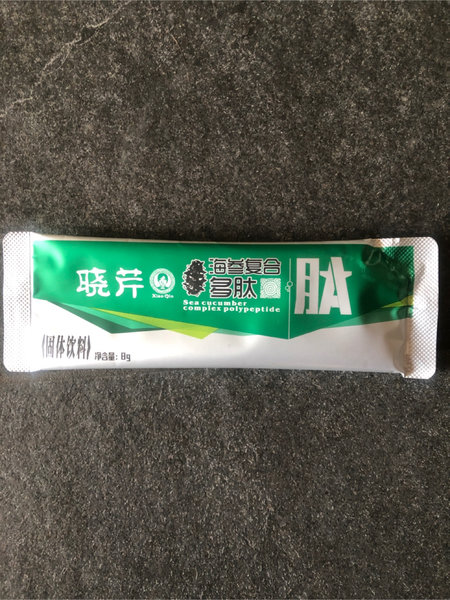 晓芹
Xiao Qin
海参复合
多肽
Sea cucumber
complex polypeptide
肽
《固体饮料》
净含量: 8g